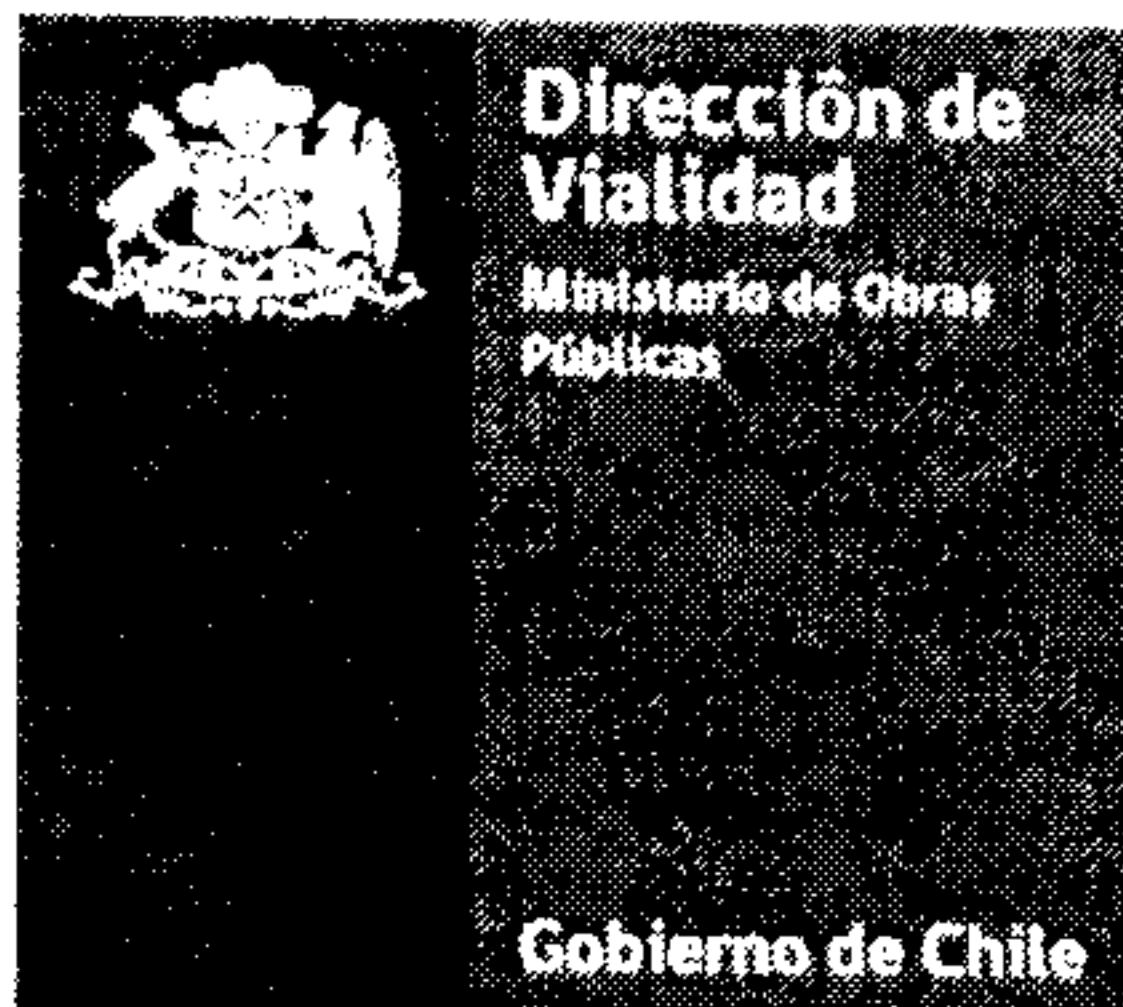 Dirección de
Vialidad
Ministerio de Obras
Públicas
Gobierno de Chile